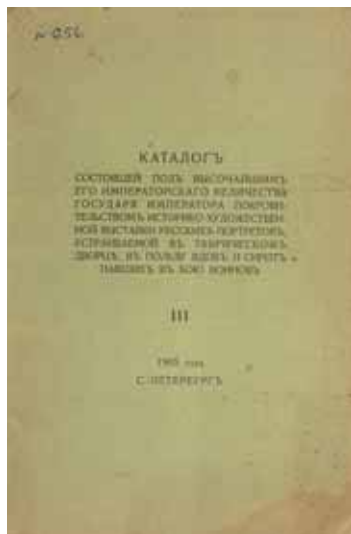 КАТАЛОГЪ
СОСТОЯЩЕЙ ПОДЪ ВЫСОЧАЙШИМЪ
ЕГО ИМПЕРАТОРСКАГО ВЕЛИЧЕСТВА
ГОСУДАРЯ ИМПЕРАТОРА ПОКРОВИ-
ТЕЛЬСТВОМЪ ИСТОРИКО-ХУДОЖЕСТВЕН-
НОЙ ВЫСТАВКИ РУССКИХЪ ПОРТРЕТОВЪ,
УСТРАИВАЕМОЙ ВЪ ТАВРИЧЕСКОМЪ
ДВОРЦѢ, ВЪ ПОЛЬЗУ ВДОВЪ И СИРОТЪ
ПАВШИХЪ ВЪ БОЮ ВОИНОВЪ
III
1905 годъ
С.-ПЕТЕРБУРГЪ